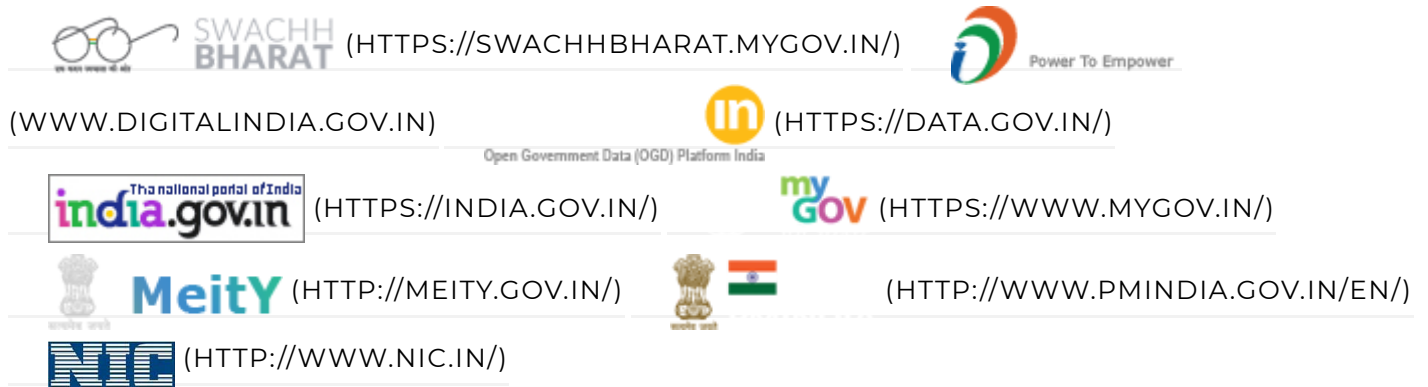 SWACHH
BHARAT (HTTPS://SWACHHBHARAT.MYGOV.IN/)
Power To Empower
(WWW.DIGITALINDIA.GOV.IN)
in (HTTPS://DATA.GOV.IN/)
Open Government Data (OGD) Platform India
The national portal of India
india.gov.in (HTTPS://INDIA.GOV.IN/)
my
GOV (HTTPS://WWW.MYGOV.IN/)
MeitY (HTTP://MEITY.GOV.IN/)
सत्यमेव जयते
(HTTP://WWW.PMINDIA.GOV.IN/EN/)
NIC (HTTP://WWW.NIC.IN/)